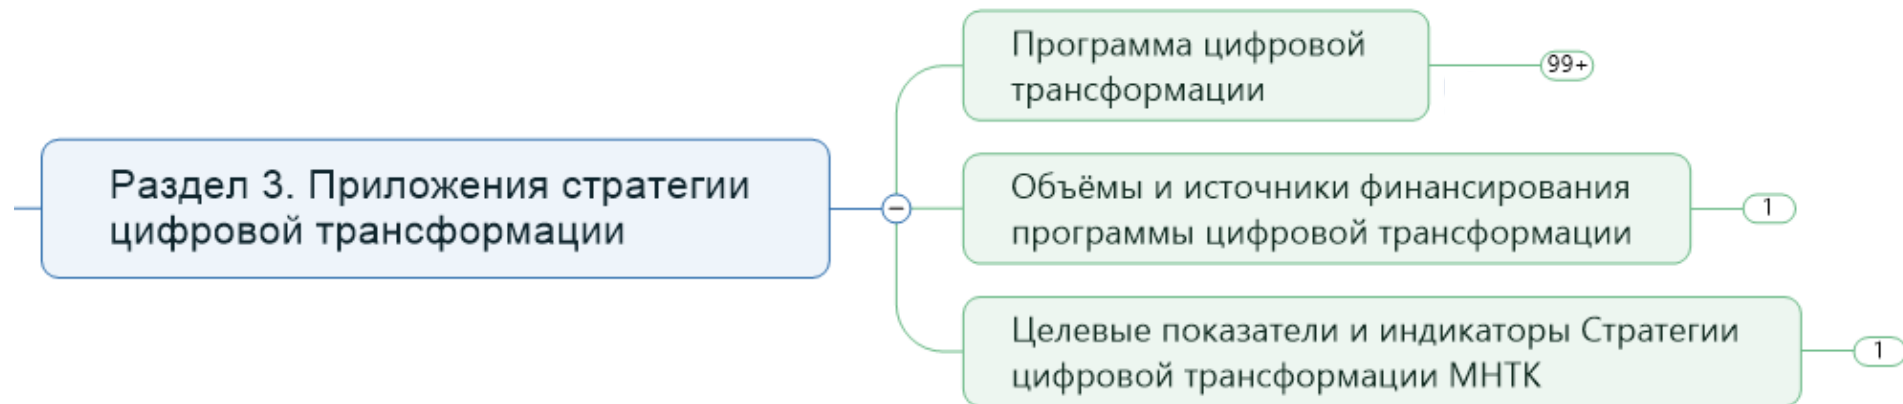 Раздел 3. Приложения стратегии
цифровой трансформации
Программа цифровой
трансформации
99+
Объёмы и источники финансирования
программы цифровой трансформации
1
Целевые показатели и индикаторы Стратегии
цифровой трансформации МНТК
1